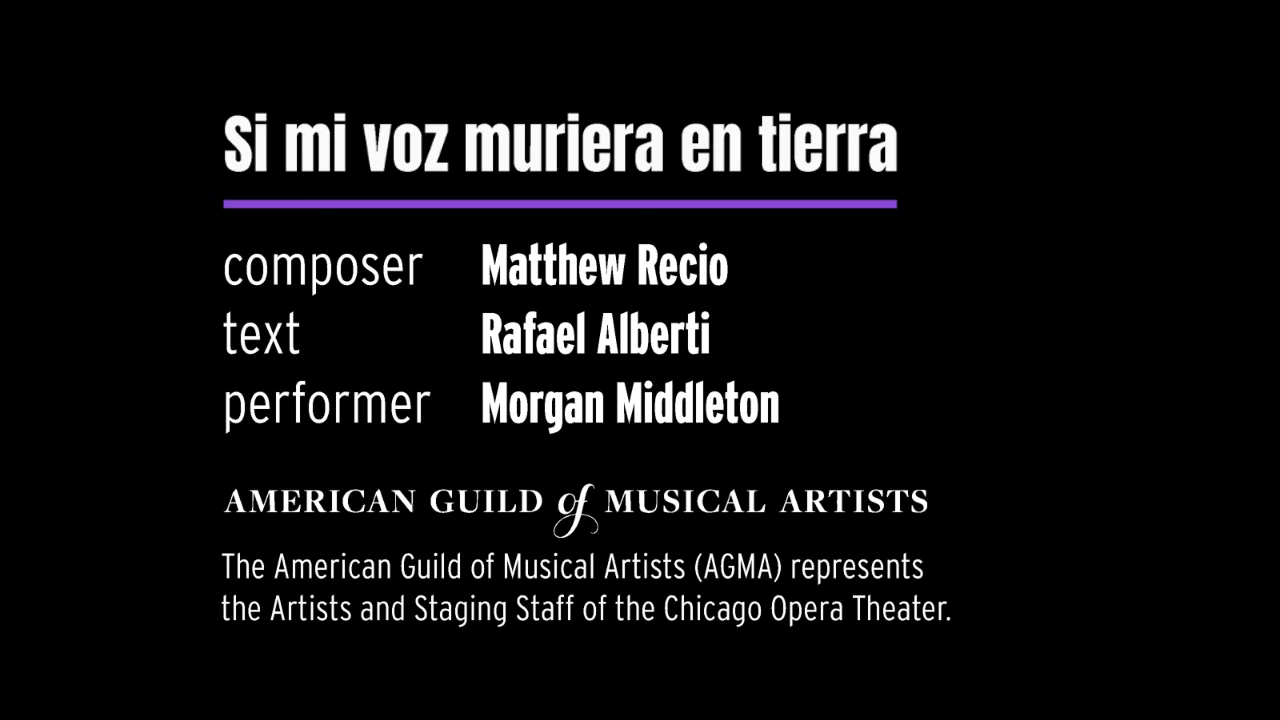 Si mi voz muriera en tierra
composer Matthew Recio
text Rafael Alberti
performer Morgan Middleton
AMERICAN GUILD of MUSICAL ARTISTS
The American Guild of Musical Artists (AGMA) represents
the Artists and Staging Staff of the Chicago Opera Theater.